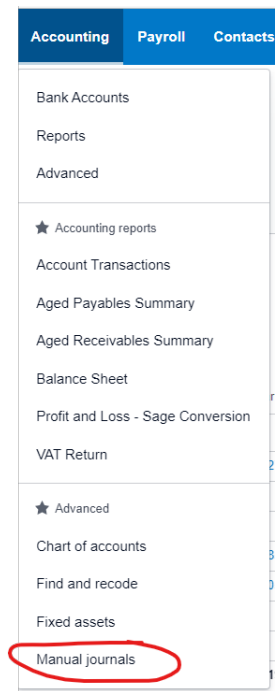 Accounting Payroll Contacts
Bank Accounts
Reports
Advanced
Accounting reports
Account Transactions
Aged Payables Summary
Aged Receivables Summary
Balance Sheet
Profit and Loss - Sage Conversion
VAT Return
Advanced
Chart of accounts
Find and recode
Fixed assets
Manual journals